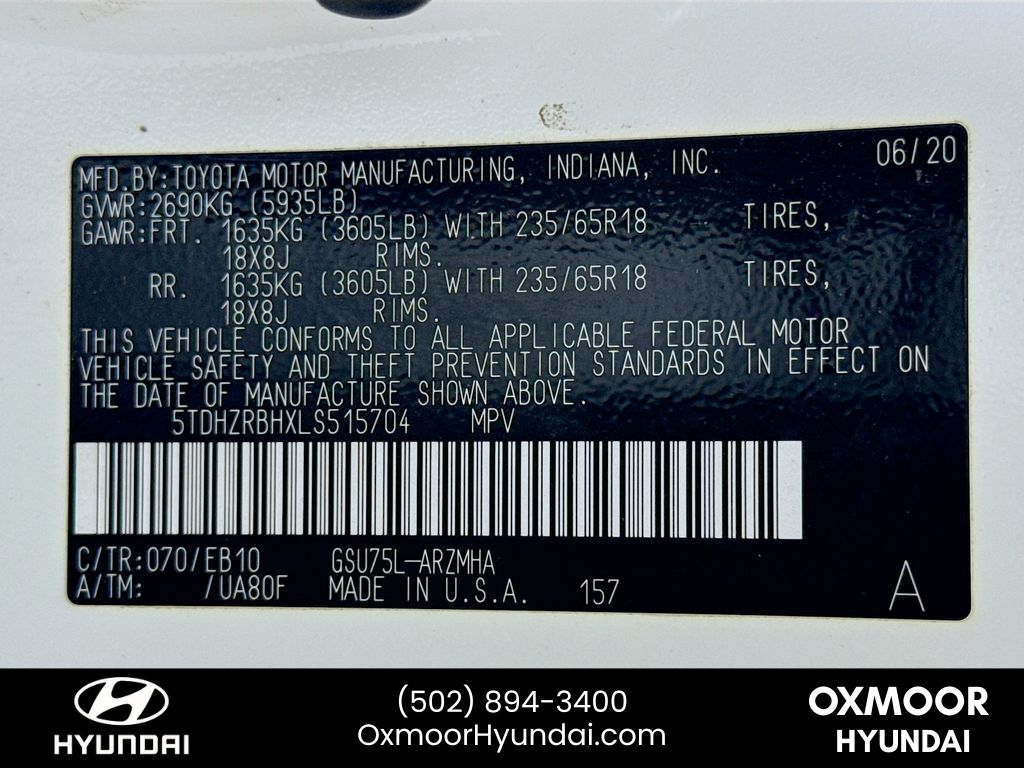 06/20
MFD.BY:TOYOTA MOTOR MANUFACTURING, INDIANA, INC.
GVWR:2690KG (5935LB)
GAWR:FRT. 1635KG (3605LB) WITH 235/65R18 TIRES,
18X8J RIMS.
RR. 1635KG (3605LB) WITH 235/65R18 TIRES,
18X8J RIMS.
THIS VEHICLE CONFORMS TO ALL APPLICABLE FEDERAL MOTOR
VEHICLE SAFETY AND THEFT PREVENTION STANDARDS IN EFFECT ON
THE DATE OF MANUFACTURE SHOWN ABOVE.
5TDHZRBHXLS515704 MPV
C/TR:070/EB10 GSU75L-ARZMHA
A/TM: /UA80F MADE IN U.S.A. 157
A
HYUNDAI
(502) 894-3400
OxmoorHyundai.com
OXMOOR
HYUNDAI